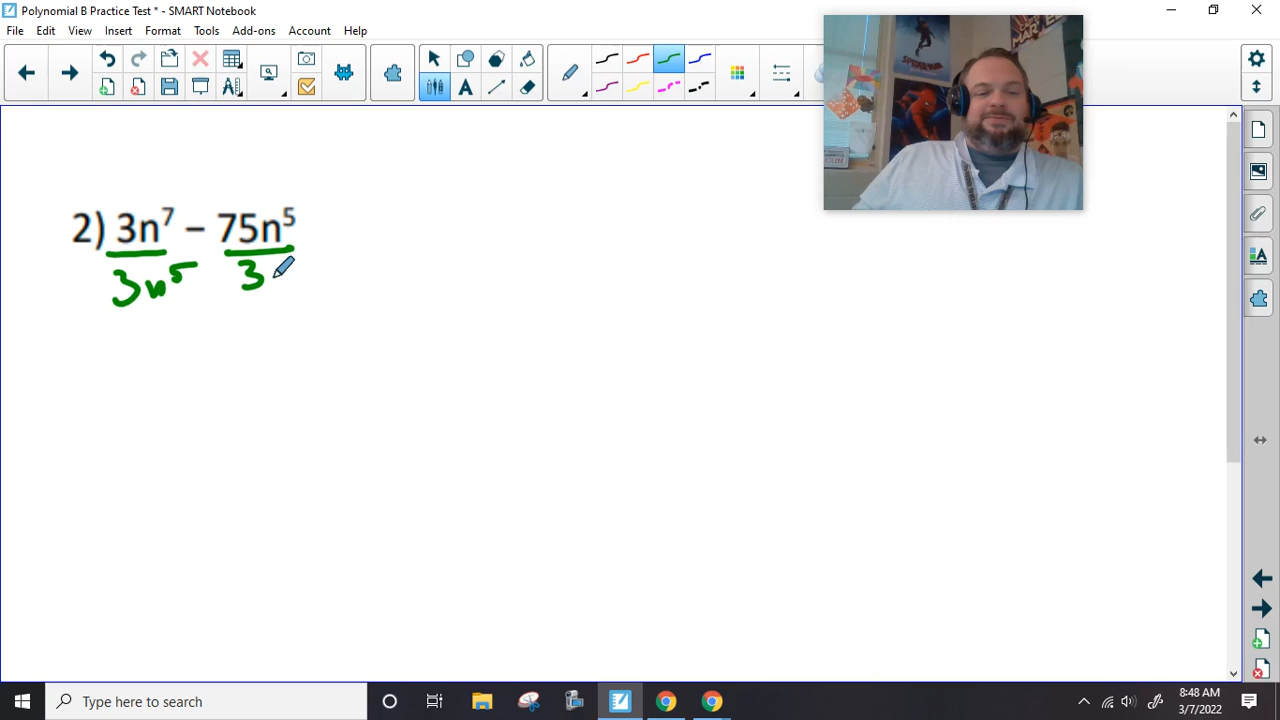 Polynomial B Practice Test * - SMART Notebook
File Edit View Insert Format Tools Add-ons Account Help
2) 3n⁷ – 75n⁵
3n⁵ 3
Type here to search
8:48 AM
3/7/2022